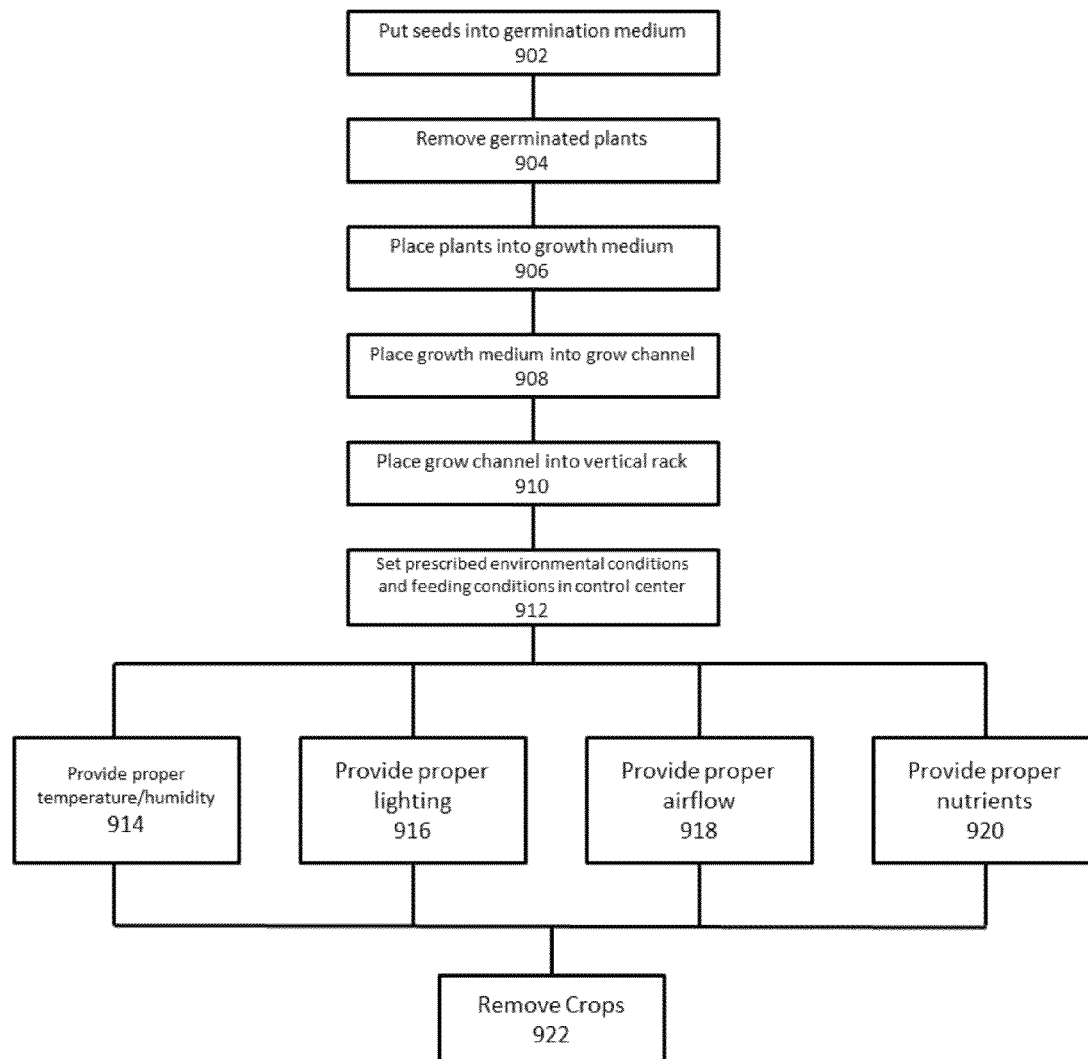 Put seeds into germination medium
902
Remove germinated plants
904
Place plants into growth medium
906
Place growth medium into grow channel
908
Place grow channel into vertical rack
910
Set prescribed environmental conditions
and feeding conditions in control center
912
Provide proper
temperature/humidity
914
Provide proper
lighting
916
Provide proper
airflow
918
Provide proper
nutrients
920
Remove Crops
922